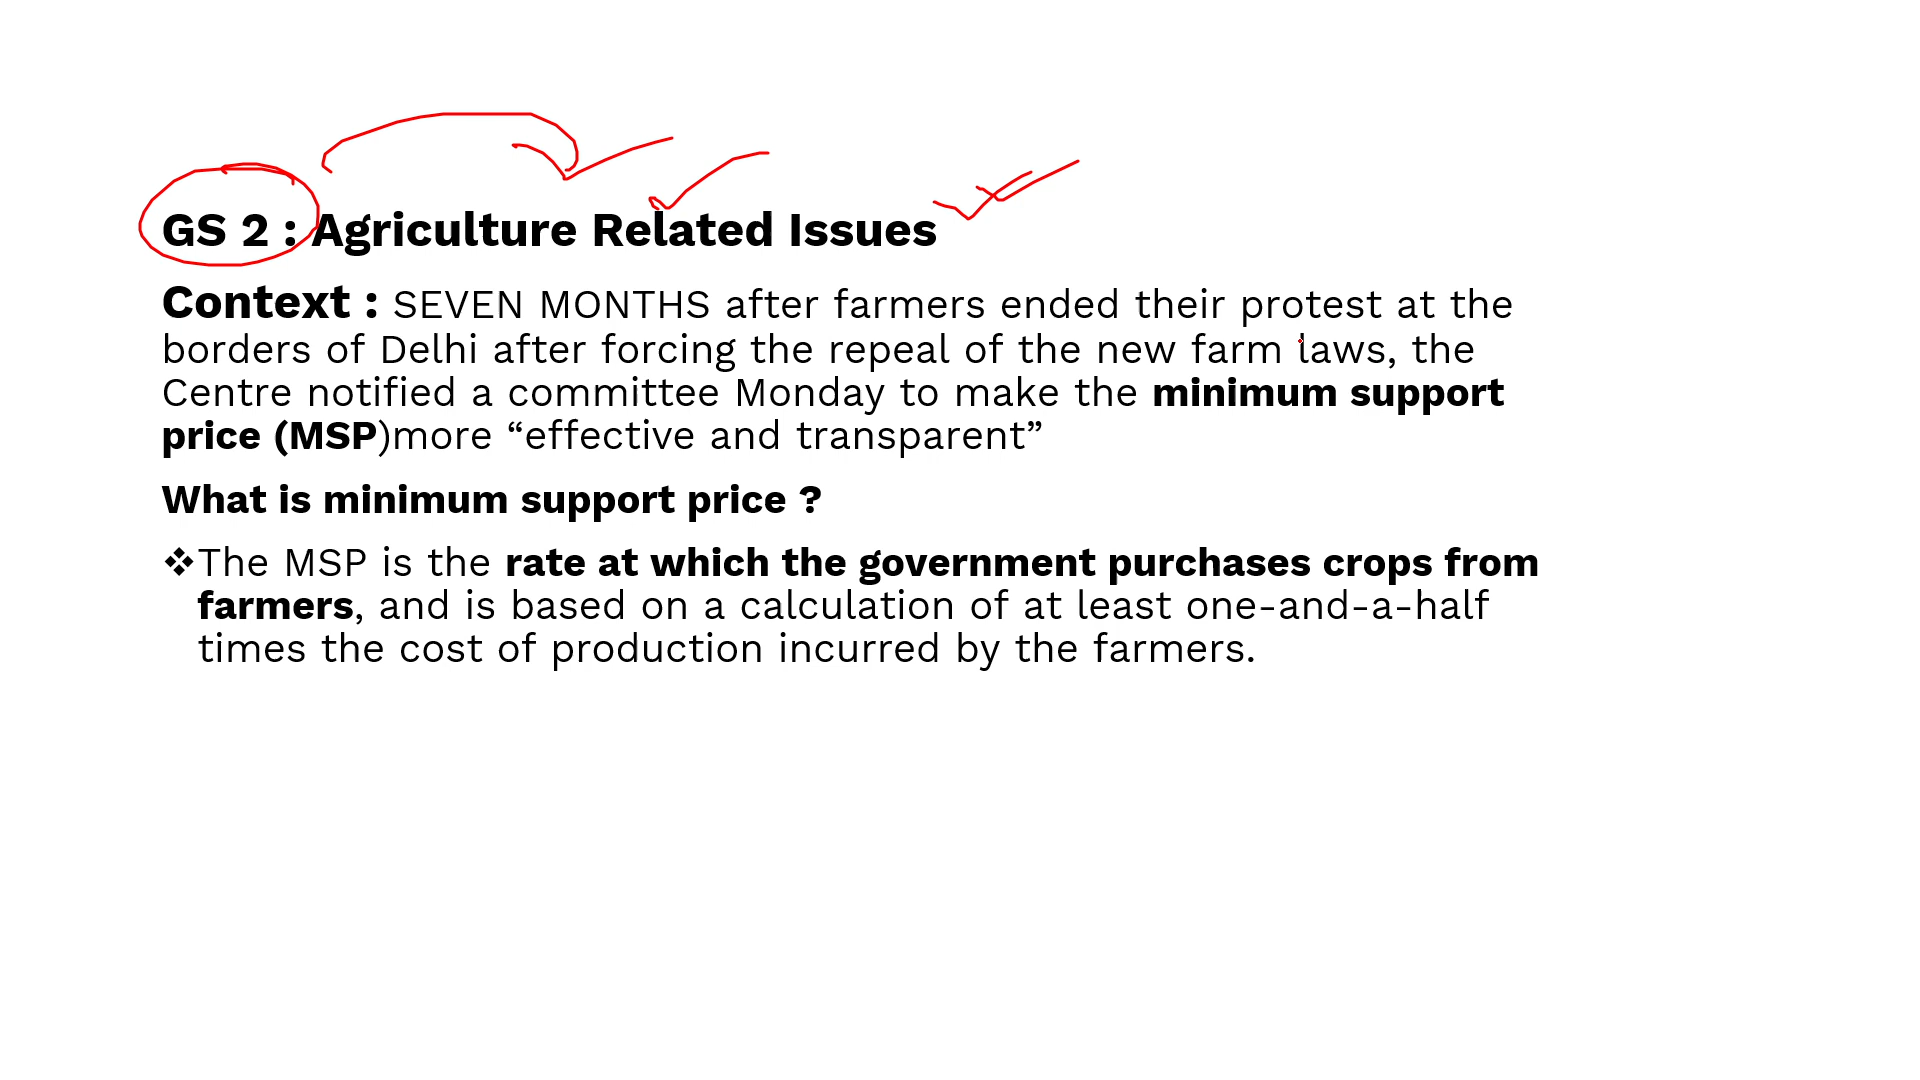 GS 2 : Agriculture Related Issues
Context : SEVEN MONTHS after farmers ended their protest at the
borders of Delhi after forcing the repeal of the new farm laws, the
Centre notified a committee Monday to make the minimum support
price (MSP)more “effective and transparent”
What is minimum support price ?
❖The MSP is the rate at which the government purchases crops from
farmers, and is based on a calculation of at least one-and-a-half
times the cost of production incurred by the farmers.